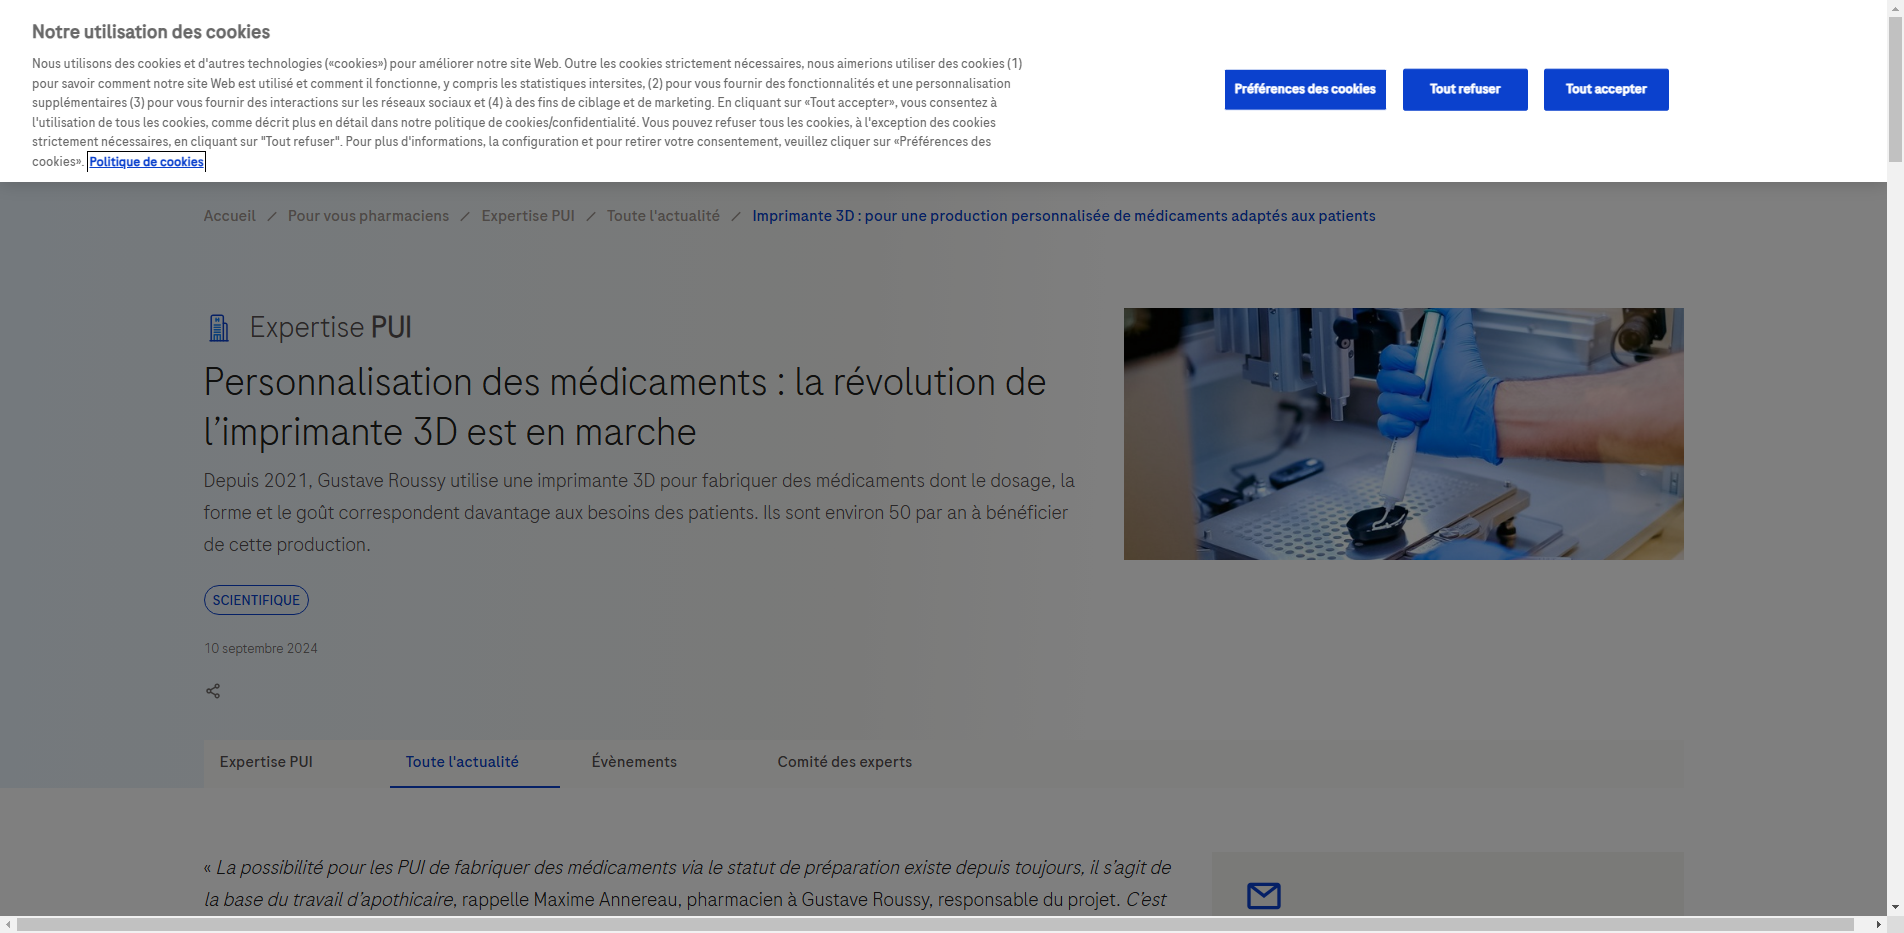 Notre utilisation des cookies
Nous utilisons des cookies et d'autres technologies («cookies») pour améliorer notre site Web. Outre les cookies strictement nécessaires, nous aimerions utiliser des cookies (1)
pour savoir comment notre site Web est utilisé et comment il fonctionne, y compris les statistiques intersites, (2) pour vous fournir des fonctionnalités et une personnalisation
supplémentaires (3) pour vous fournir des interactions sur les réseaux sociaux et (4) à des fins de ciblage et de marketing. En cliquant sur «Tout accepter», vous consentez à
l'utilisation de tous les cookies, comme décrit plus en détail dans notre politique de cookies/confidentialité. Vous pouvez refuser tous les cookies, à l'exception des cookies
strictement nécessaires, en cliquant sur "Tout refuser". Pour plus d'informations, la configuration et pour retirer votre consentement, veuillez cliquer sur «Préférences des
cookies». Politique de cookies
Préférences des cookies
Tout refuser
Tout accepter
Accueil / Pour vous pharmaciens / Expertise PUI / Toute l'actualité / Imprimante 3D : pour une production personnalisée de médicaments adaptés aux patients
Expertise PUI
Personnalisation des médicaments : la révolution de
l’imprimante 3D est en marche
Depuis 2021, Gustave Roussy utilise une imprimante 3D pour fabriquer des médicaments dont le dosage, la
forme et le goût correspondent davantage aux besoins des patients. Ils sont environ 50 par an à bénéficier
de cette production.
SCIENTIFIQUE
10 septembre 2024
Expertise PUI
Toute l'actualité
Évènements
Comité des experts
« La possibilité pour les PUI de fabriquer des médicaments via le statut de préparation existe depuis toujours, il s’agit de
la base du travail d’apothicaire, rappelle Maxime Annereau, pharmacien à Gustave Roussy, responsable du projet. C’est